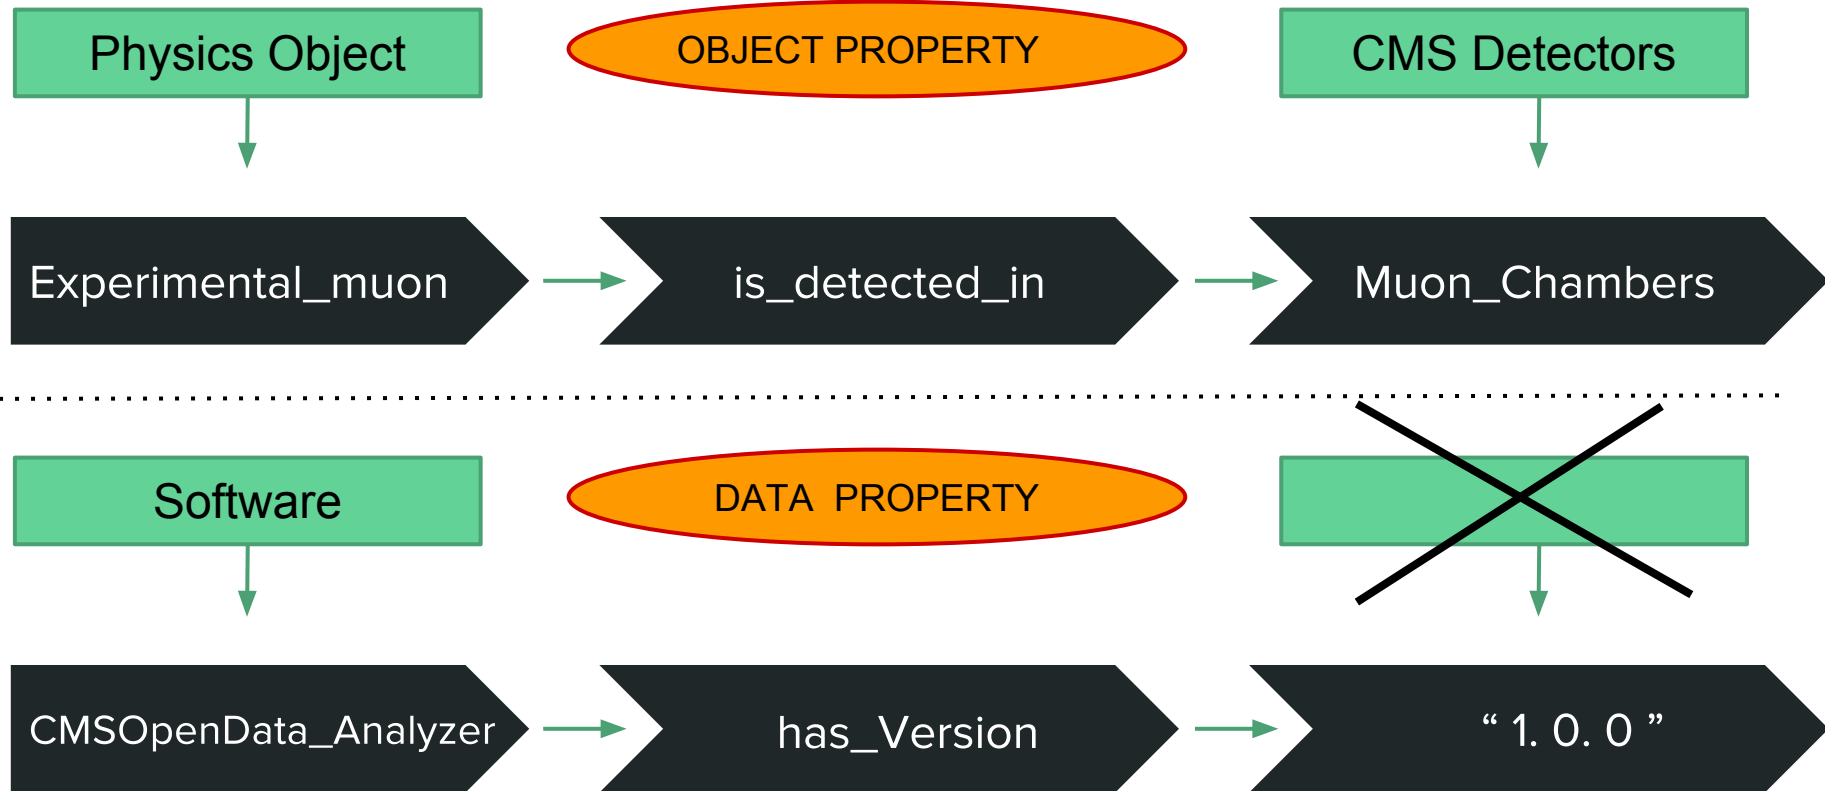 Physics Object
OBJECT PROPERTY
CMS Detectors
Experimental_muon
is_detected_in
Muon_Chambers
Software
DATA  PROPERTY
CMSOpenData_Analyzer
has_Version
“ 1. 0. 0 ”